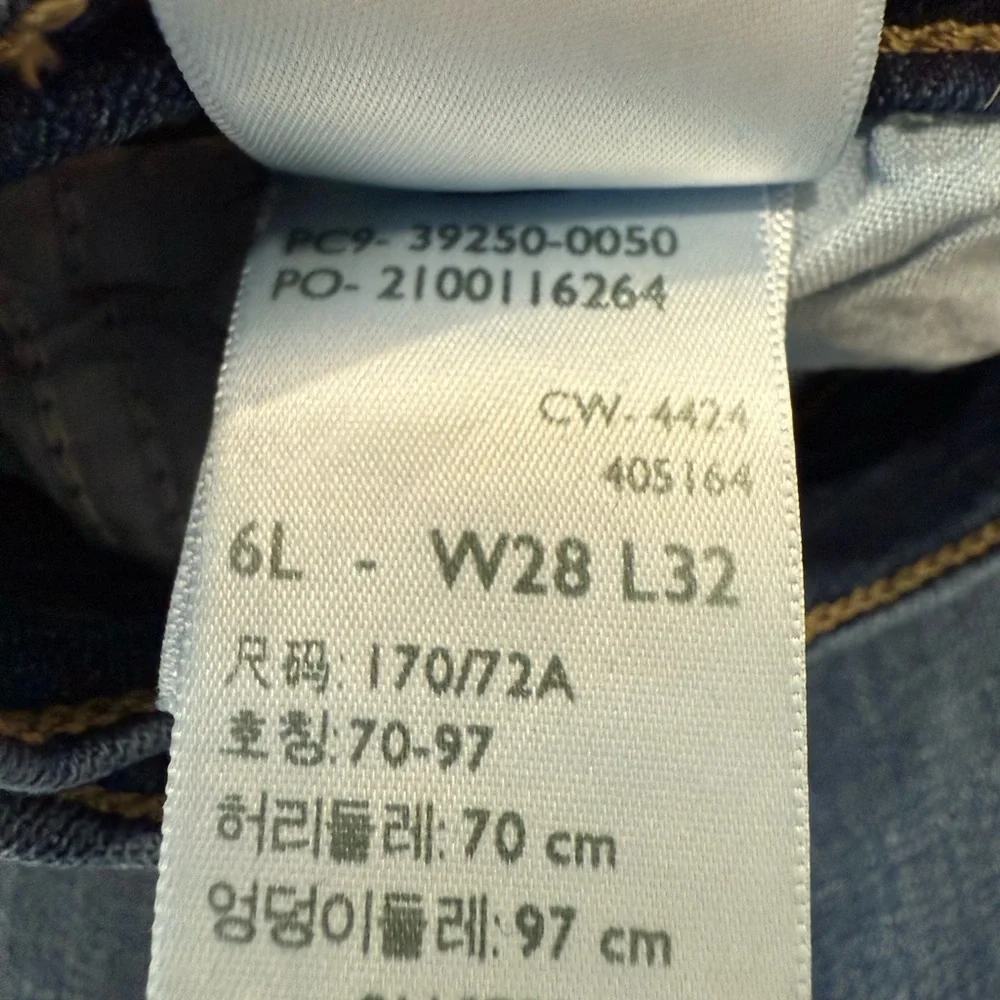 PC9- 39250-0050
PO- 2100116264
CW- 4424
405164
6L - W28 L32
尺码: 170/72A
호칭:70-97
허리둘레: 70 cm
엉덩이둘레: 97 cm